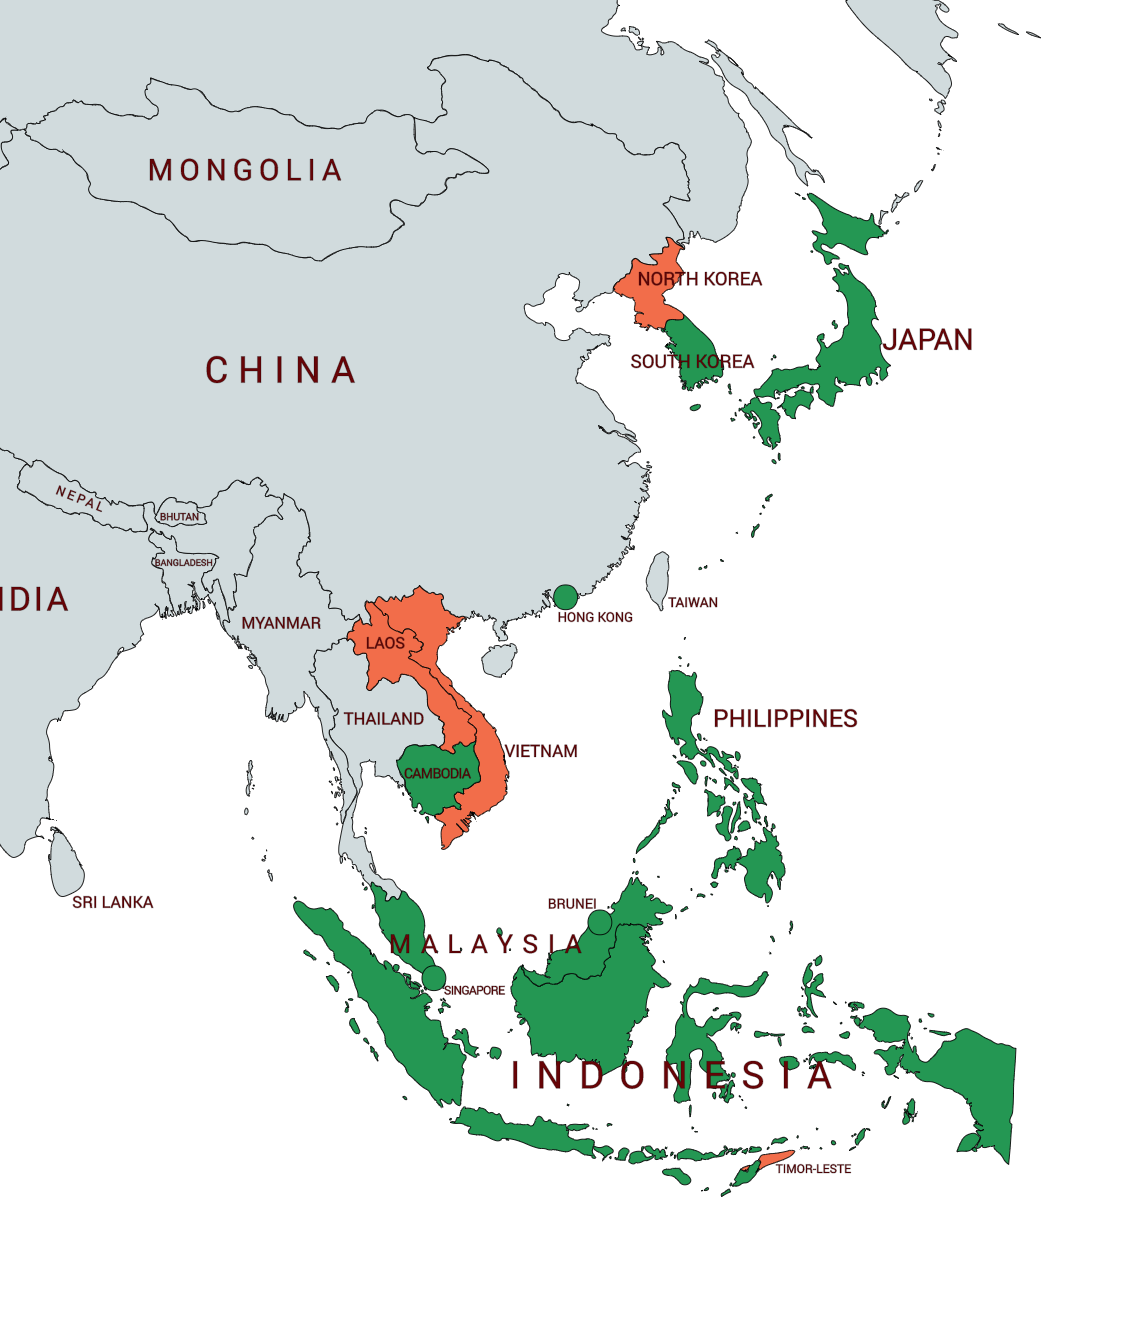 MONGOLIA
NORTH KOREA
JAPAN
SOUTH KOREA
CHINA
NEPAL
BHUTAN
BANGLADESH
IDIA
TAIWAN
HONG KONG
MYANMAR
LAOS
THAILAND
PHILIPPINES
VIETNAM
CAMBODIA
SRI LANKA
BRUNEI
MALAYSIA
SINGAPORE
INDONESIA
TIMOR-LESTE